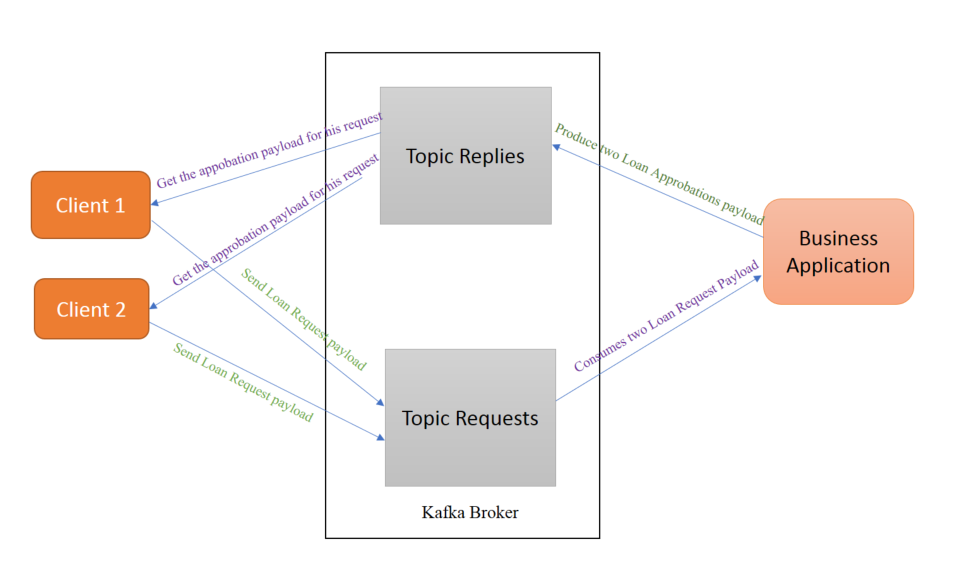 Get the appobation payload for his request
Topic Replies
Produce two Loan Approbations payload
Client 1
Get the approbation payload for his request
Business
Application
Client 2
Send Loan Request payload
Send Loan Request payload
Consumes two Loan Request Payload
Topic Requests
Kafka Broker